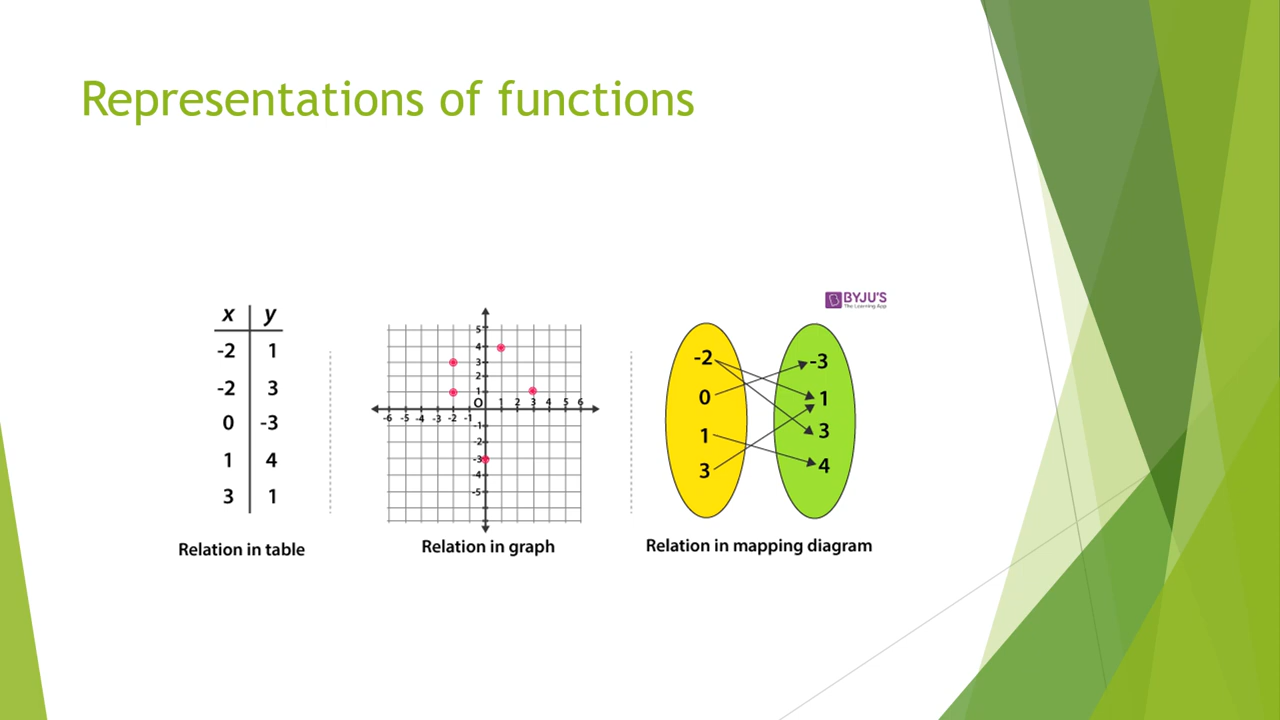 Representations of functions
BYJU'S
The Learning App
x y
-2 1
-2 3
0 -3
1 4
3 1
Relation in table
5
4
3
2
1
O
-6 -5 -4 -3 -2 -1 1 2 3 4 5 6
-1
-2
-3
-4
-5
Relation in graph
-2 -3
0 1
1 3
3 4
Relation in mapping diagram